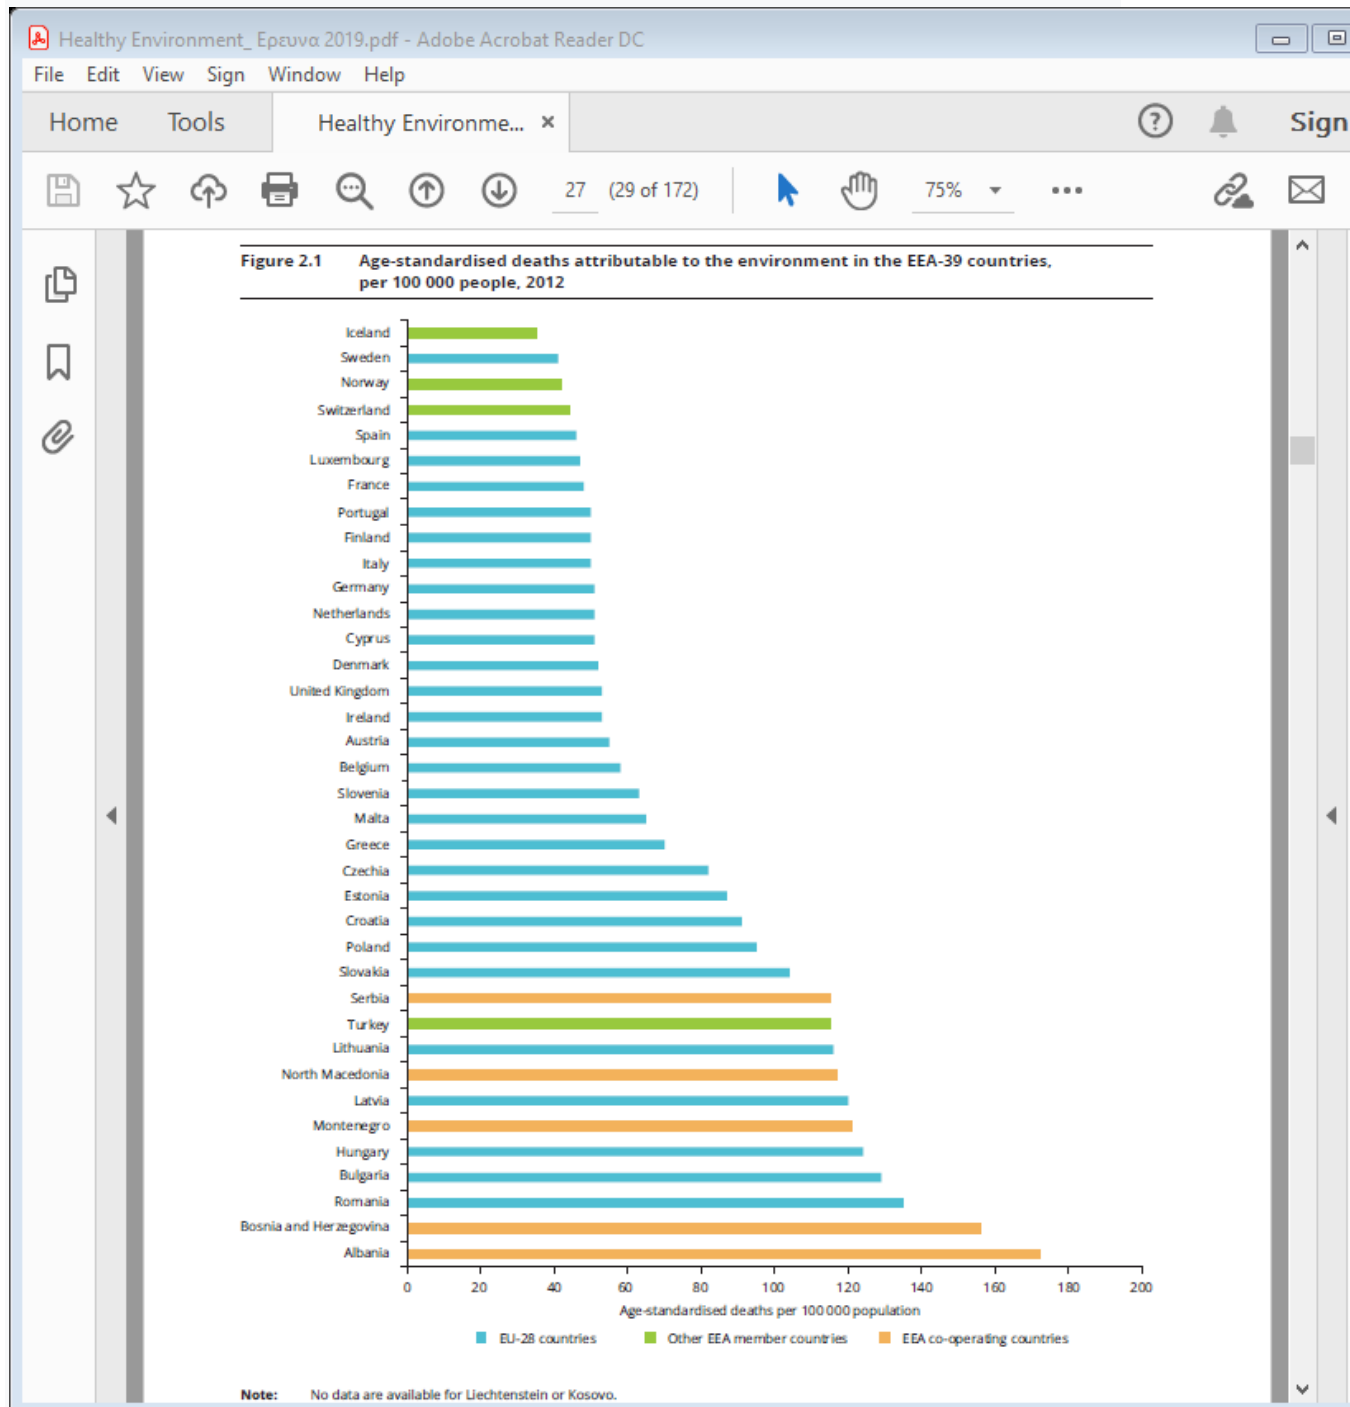 Healthy Environment_ Ερευνα 2019.pdf - Adobe Acrobat Reader DC
File Edit View Sign Window Help
Home Tools Healthy Environme... × ? Sign
27 (29 of 172) 75%
Figure 2.1 Age-standardised deaths attributable to the environment in the EEA-39 countries,
per 100 000 people, 2012
Iceland
Sweden
Norway
Switzerland
Spain
Luxembourg
France
Portugal
Finland
Italy
Germany
Netherlands
Cyprus
Denmark
United Kingdom
Ireland
Austria
Belgium
Slovenia
Malta
Greece
Czechia
Estonia
Croatia
Poland
Slovakia
Serbia
Turkey
Lithuania
North Macedonia
Latvia
Montenegro
Hungary
Bulgaria
Romania
Bosnia and Herzegovina
Albania
0 20 40 60 80 100 120 140 160 180 200
Age-standardised deaths per 100 000 population
EU-28 countries Other EEA member countries EEA co-operating countries
Note: No data are available for Liechtenstein or Kosovo.